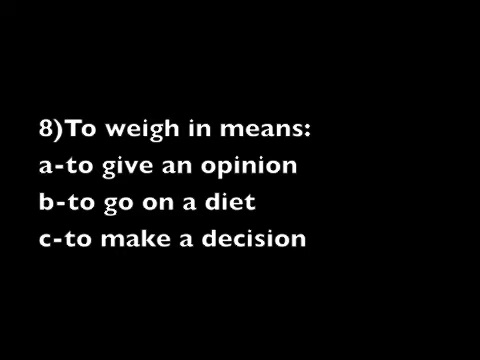 8)To weigh in means:
a-to give an opinion
b-to go on a diet
c-to make a decision